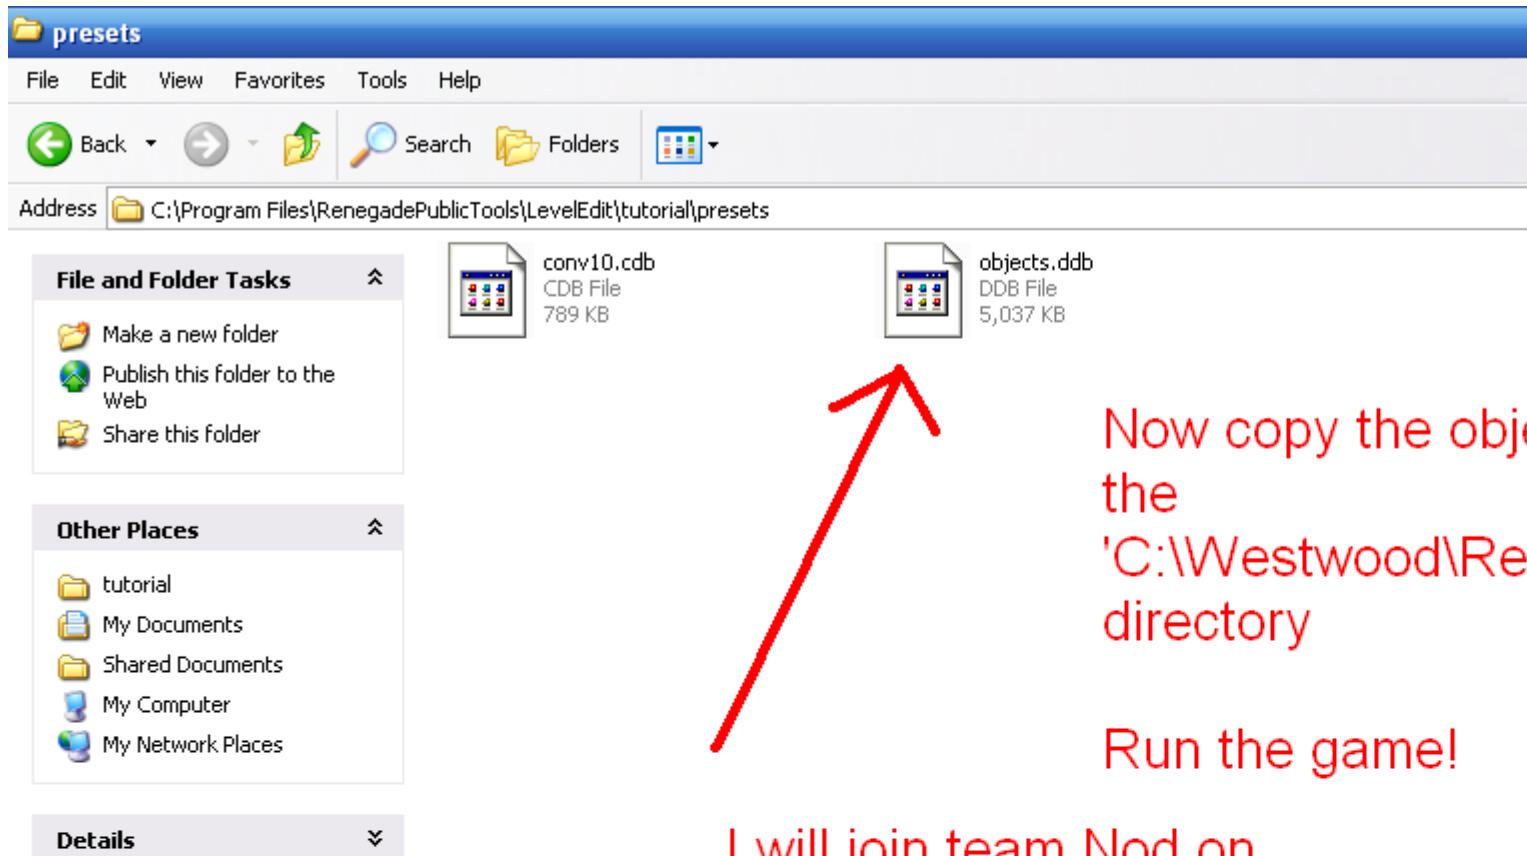 presets
File Edit View Favorites Tools Help
Back Search Folders
Address C:\Program Files\RenegadePublicTools\LevelEdit\tutorial\presets
File and Folder Tasks
Make a new folder
Publish this folder to the
Web
Share this folder
Other Places
tutorial
My Documents
Shared Documents
My Computer
My Network Places
Details
conv10.cdb
CDB File
789 KB
objects.ddb
DDB File
5,037 KB
Now copy the obje
the
'C:\Westwood\Re
directory
Run the game!
I will join team Nod on